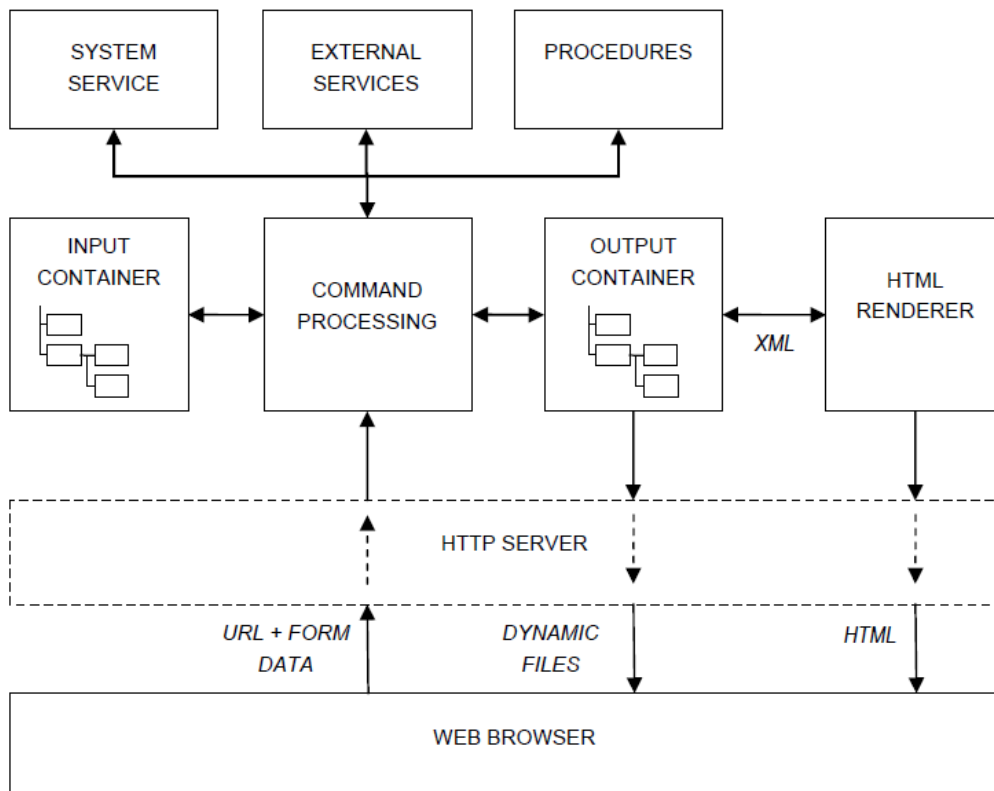 SYSTEM
SERVICE
EXTERNAL
SERVICES
PROCEDURES
INPUT
CONTAINER
COMMAND
PROCESSING
OUTPUT
CONTAINER
XML
HTML
RENDERER
HTTP SERVER
URL + FORM
DATA
DYNAMIC
FILES
HTML
WEB BROWSER